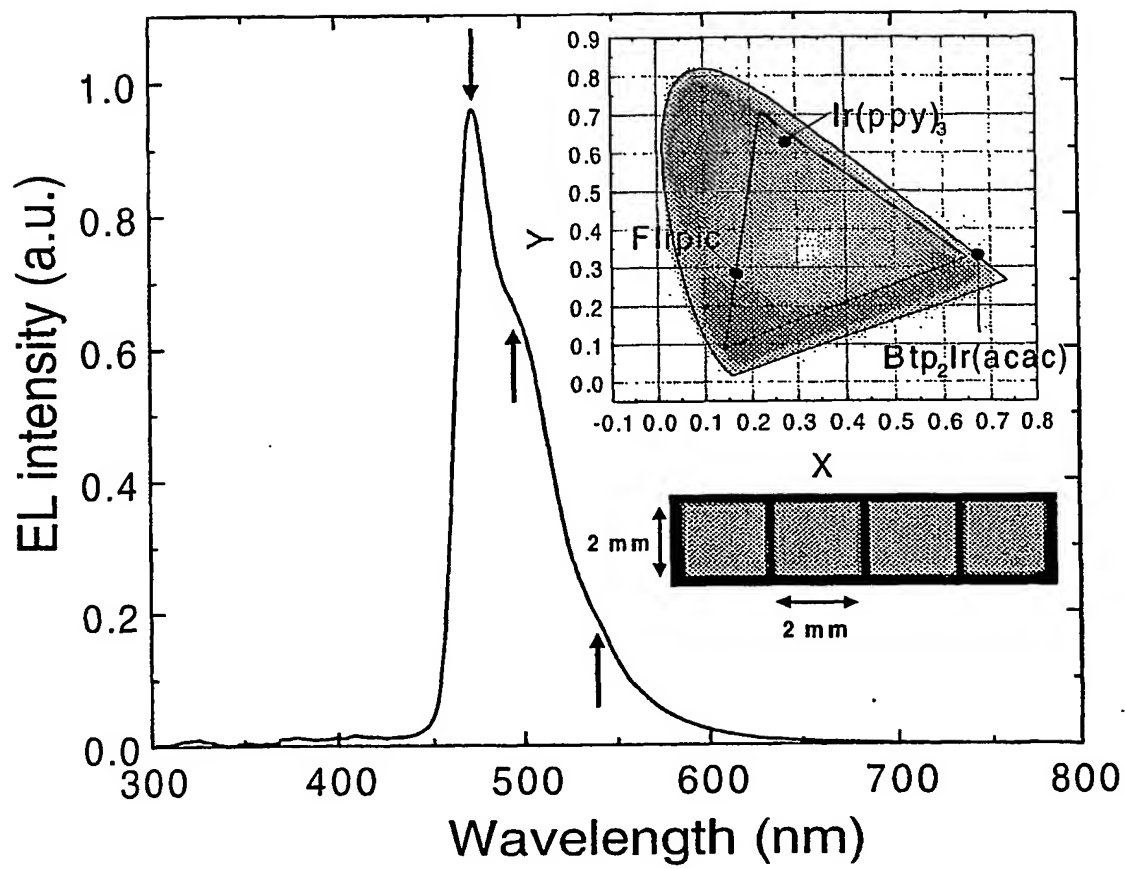 EL intensity (a.u.)
1.0
0.8
0.6
0.4
0.2
0.0
300 400 500 600 700 800
Wavelength (nm)
Y
0.9
0.8
0.7
0.6
0.5
0.4
0.3
0.2
0.1
0.0
-0.1 0.0 0.1 0.2 0.3 0.4 0.5 0.6 0.7 0.8
X
Ir(ppy)₃
FIrpic
Btp₂Ir(acac)
2 mm
2 mm